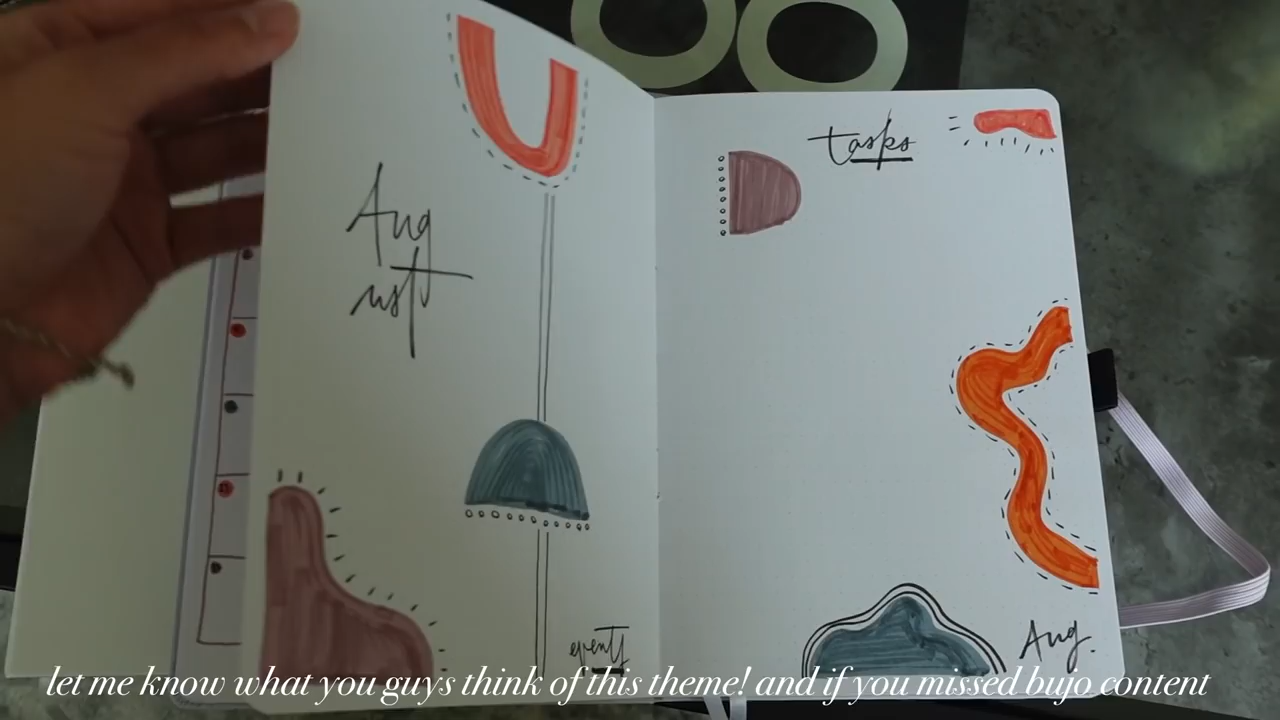 Aug
ust
events
tasks
Aug.
let me know what you guys think of this theme! and if you missed bujo content